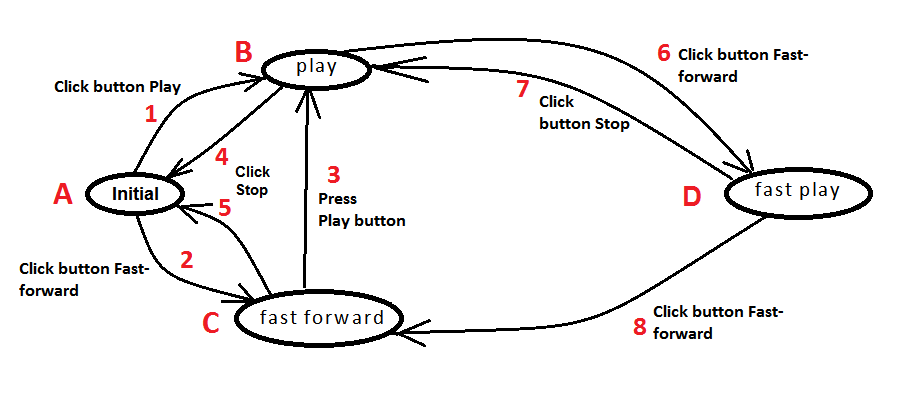 B
play
6 Click button Fast-
forward
Click button Play
1
7
Click
button Stop
4
Click
Stop
3
Press
Play button
A
Initial
5
D
fast play
2
Click button Fast-
forward
C
fast forward
8
Click button Fast-
forward